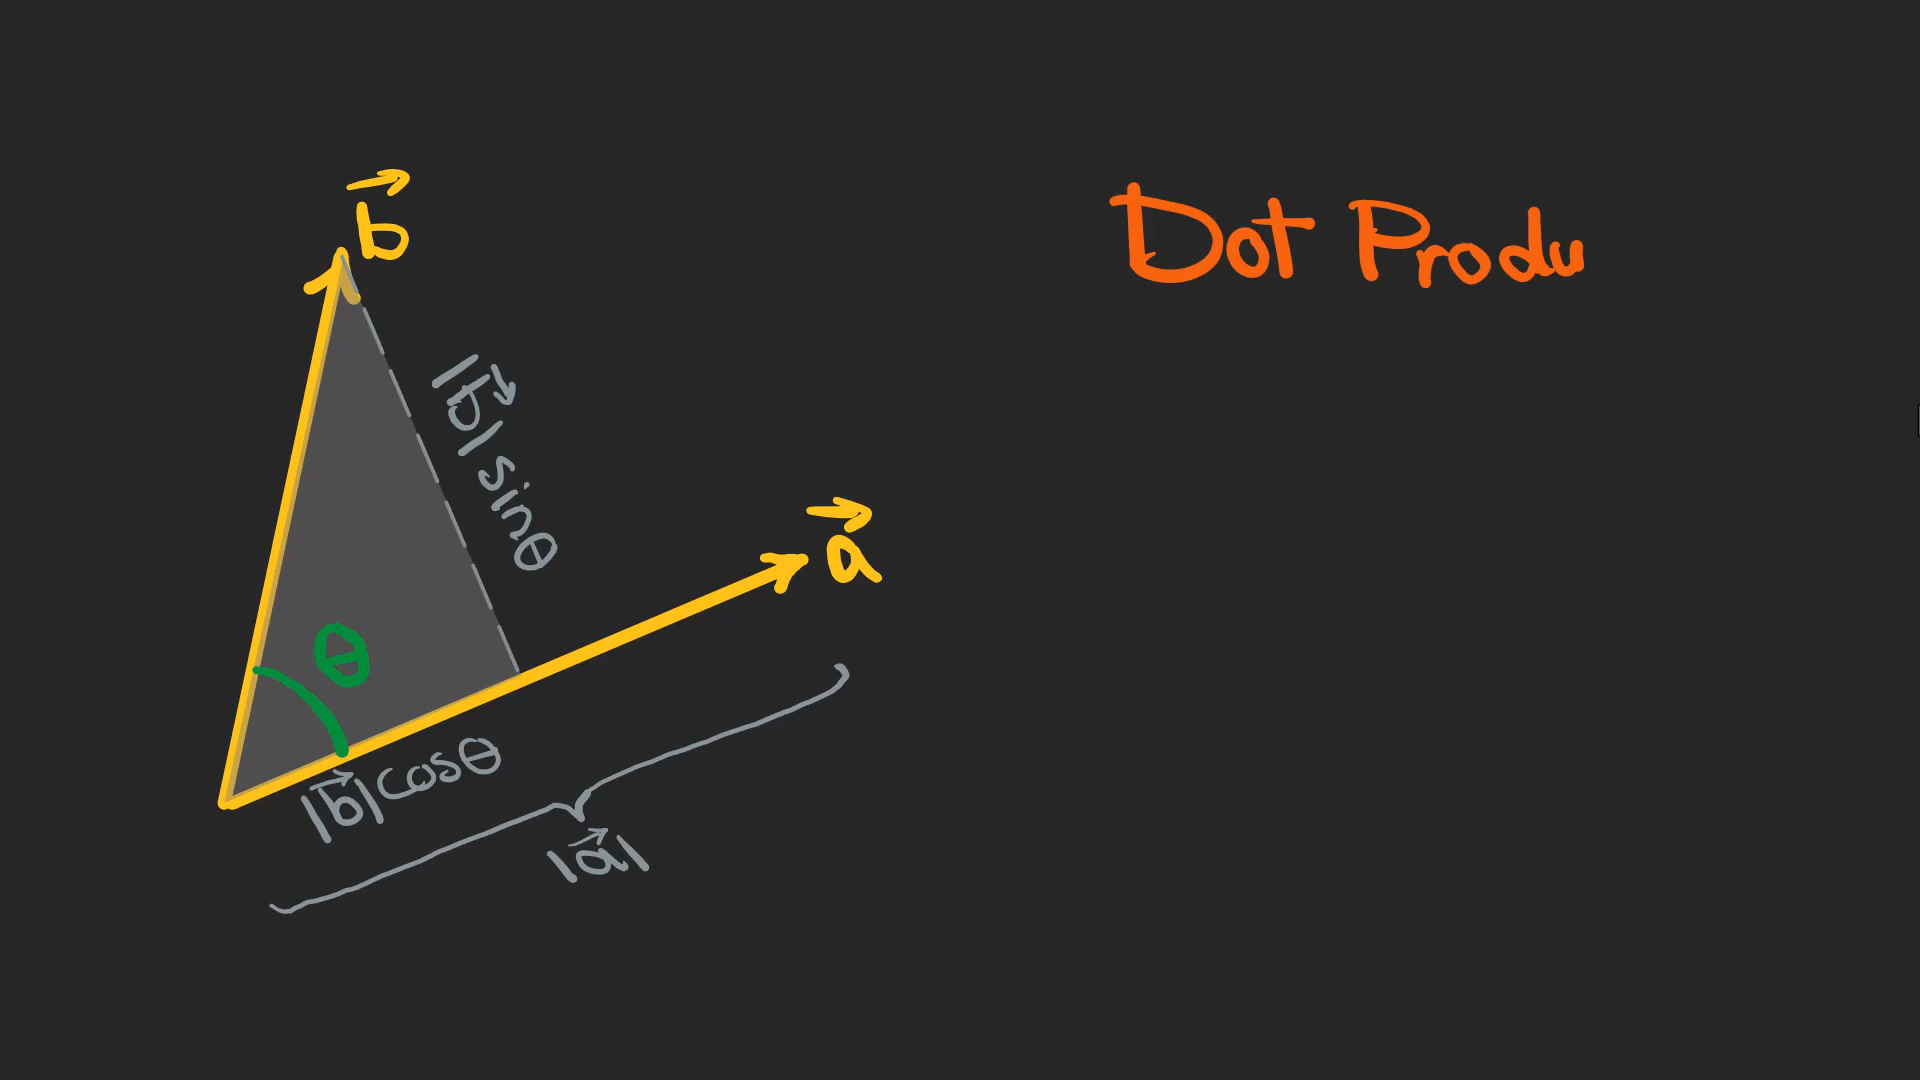 b⃗
Dot Produ
|b⃗| sinθ
a⃗
θ
|b⃗| cosθ
|a⃗|